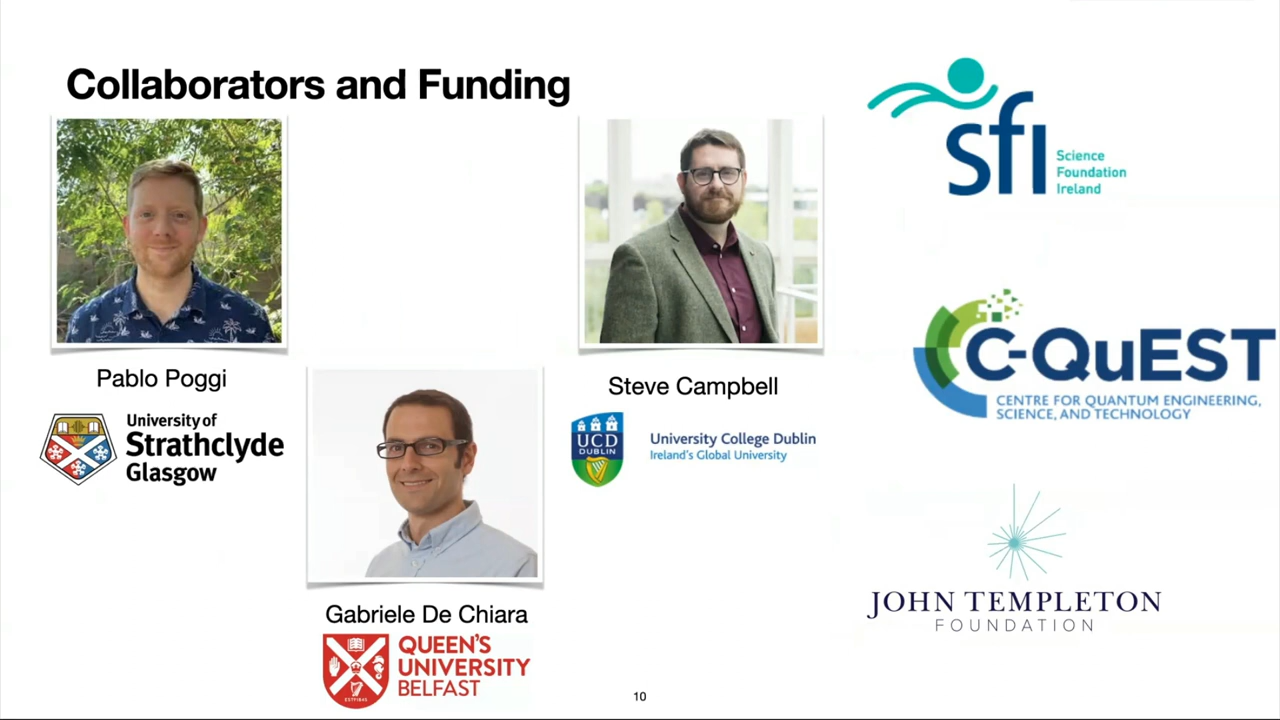 Collaborators and Funding
Pablo Poggi
University of
Strathclyde
Glasgow
Gabriele De Chiara
QUEEN'S
UNIVERSITY
BELFAST
ESTD1845
Steve Campbell
UCD
DUBLIN
University College Dublin
Ireland's Global University
sfi
Science
Foundation
Ireland
C-QuEST
CENTRE FOR QUANTUM ENGINEERING,
SCIENCE, AND TECHNOLOGY
JOHN TEMPLETON
FOUNDATION
10